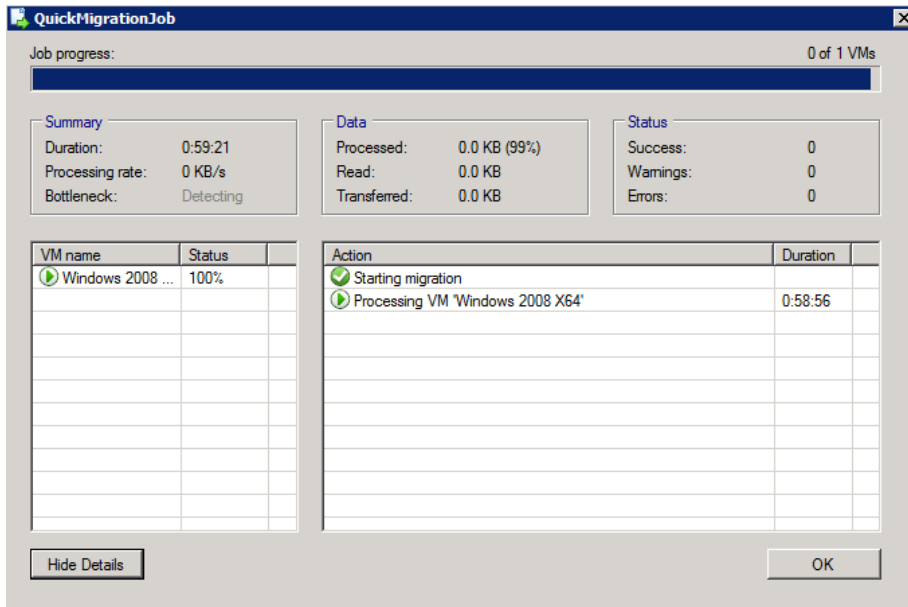 QuickMigrationJob
Job progress: 0 of 1 VMs
Summary
Duration: 0:59:21
Processing rate: 0 KB/s
Bottleneck: Detecting
Data
Processed: 0.0 KB (99%)
Read: 0.0 KB
Transferred: 0.0 KB
Status
Success: 0
Warnings: 0
Errors: 0
VM name Status
Windows 2008 ... 100%
Action Duration
Starting migration
Processing VM 'Windows 2008 X64' 0:58:56
Hide Details OK